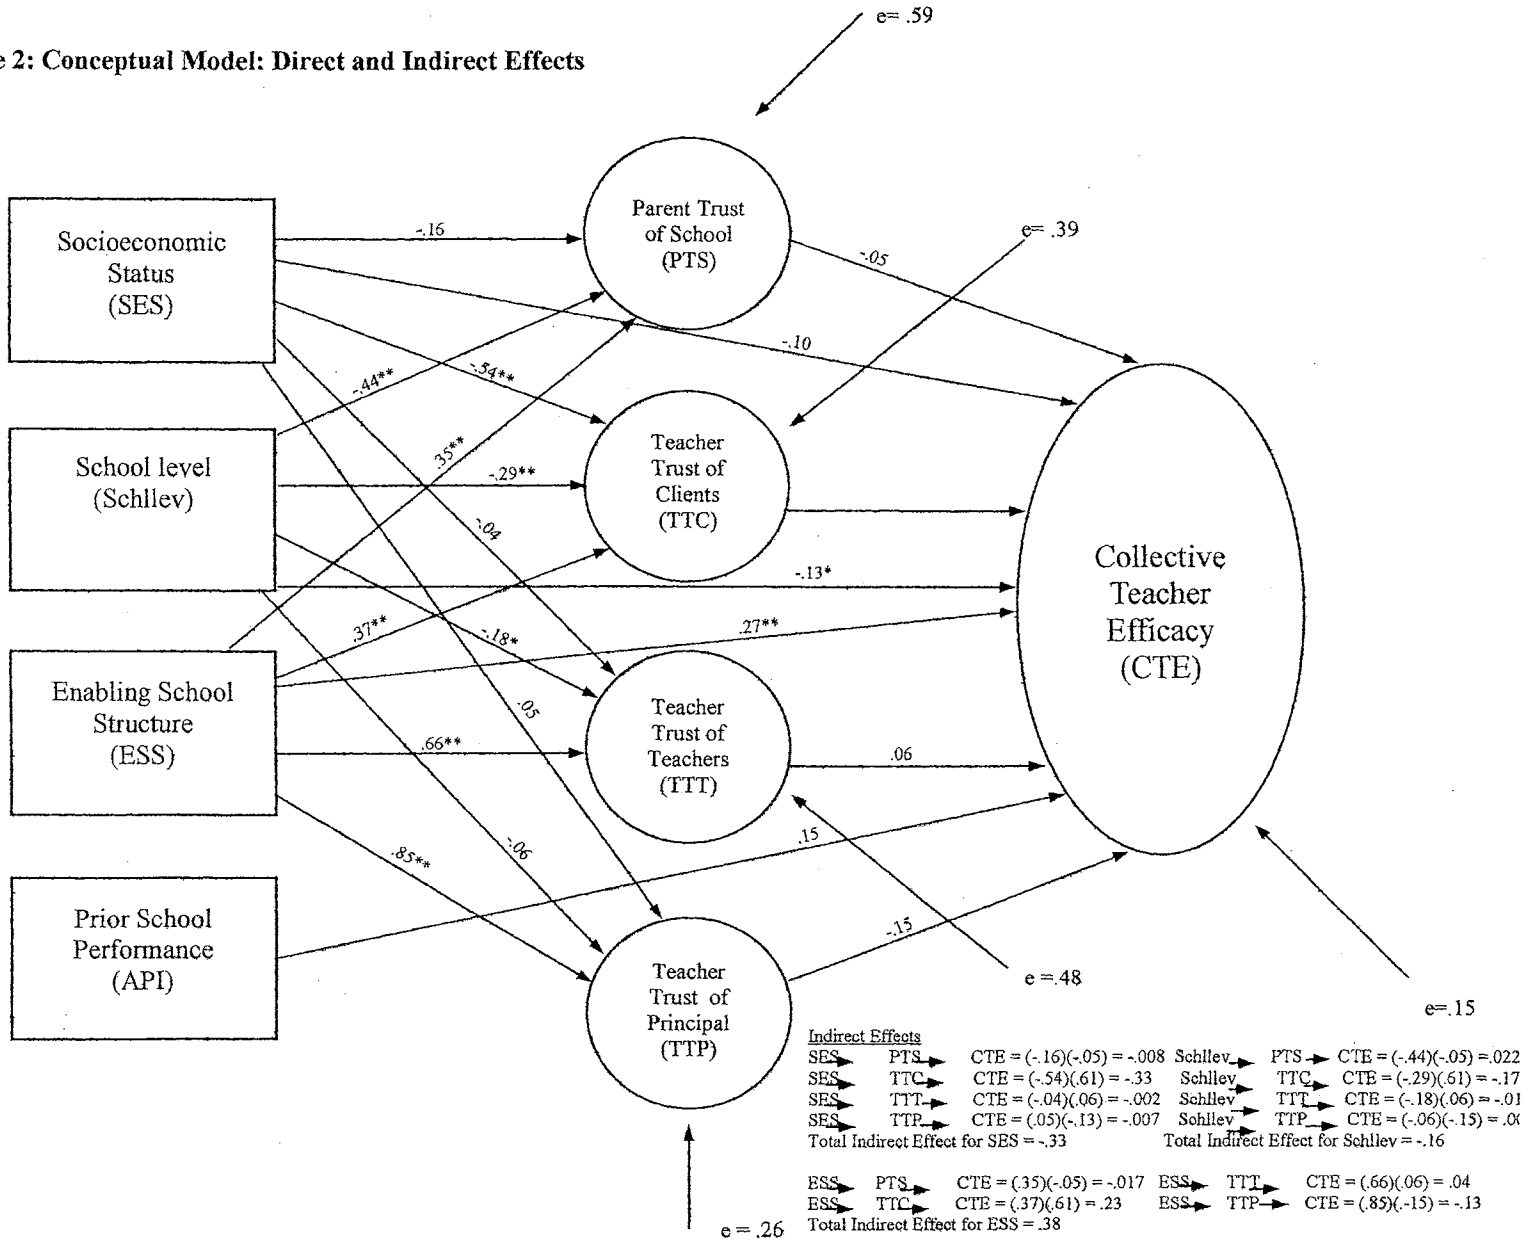 e= .59
e 2: Conceptual Model: Direct and Indirect Effects
Socioeconomic
Status
(SES)
School level
(Schllev)
Enabling School
Structure
(ESS)
Prior School
Performance
(API)
Parent Trust
of School
(PTS)
Teacher
Trust of
Clients
(TTC)
Teacher
Trust of
Teachers
(TTT)
Teacher
Trust of
Principal
(TTP)
Collective
Teacher
Efficacy
(CTE)
-.16
-.05
e= .39
-.10
-.44**
-.54**
.35**
-.29**
-.04
-.13*
.37**
-.18*
.27**
.05
.66**
.06
.15
.85**
-.06
-.15
e =.48
e=.15
e = .26
Indirect Effects
SES PTS CTE = (-.16)(-.05) = -.008 Schllev PTS CTE = (-.44)(-.05) =.022
SES TTC CTE = (-.54)(.61) = -.33 Schllev TTC CTE = (-.29)(.61) = -.17
SES TTT CTE = (-.04)(.06) = -.002 Schllev TTT CTE = (-.18)(.06) = -.01
SES TTP CTE = (.05)(-.13) = -.007 Schllev TTP CTE = (-.06)(-.15) = .00
Total Indirect Effect for SES = -.33 Total Indirect Effect for Schllev = -.16
ESS PTS CTE = (.35)(-.05) = -.017 ESS TTT CTE = (.66)(.06) = .04
ESS TTC CTE = (.37)(.61) = .23 ESS TTP CTE = (.85)(-.15) = -.13
Total Indirect Effect for ESS = .38